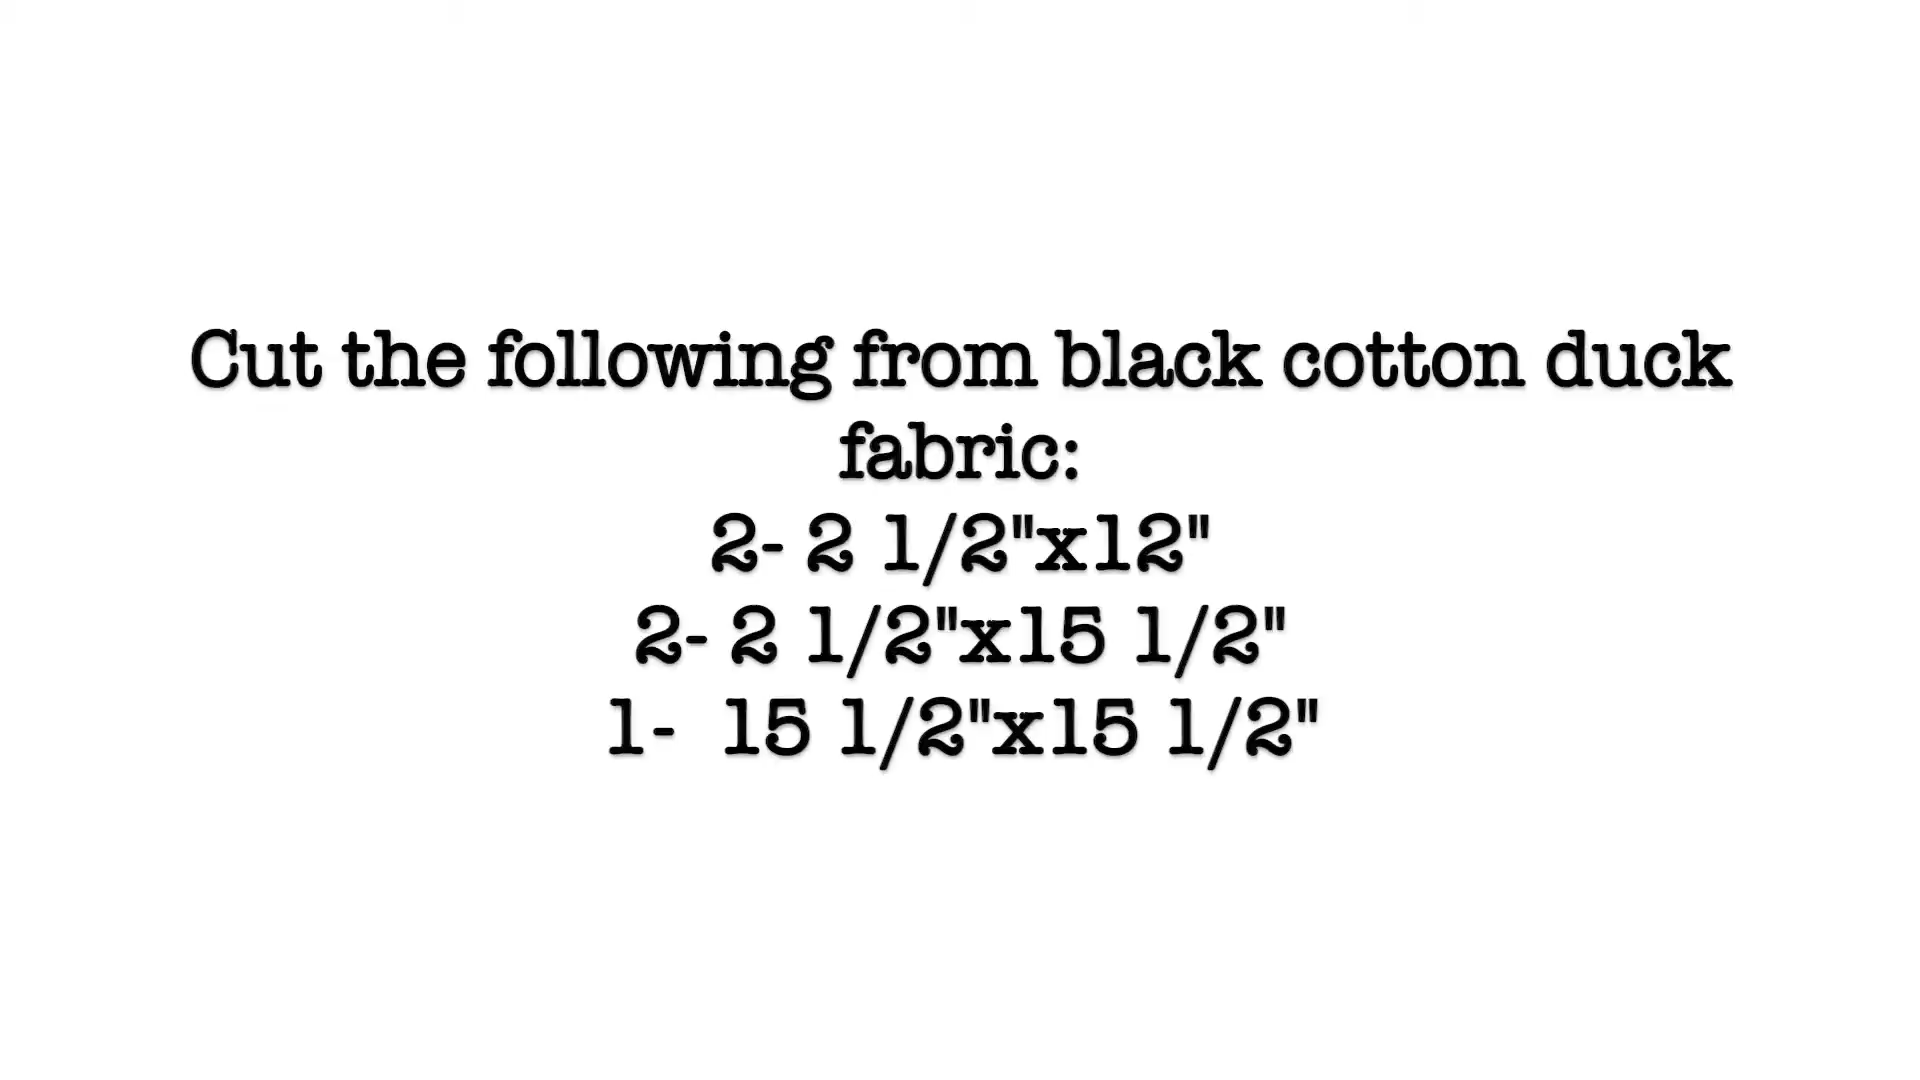 Cut the following from black cotton duck
fabric:
2- 2 1/2"x12"
2- 2 1/2"x15 1/2"
1-  15 1/2"x15 1/2"